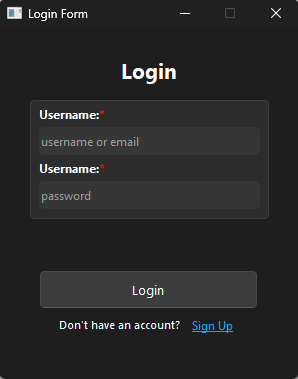 Login Form
Login
Username:*
username or email
Username:*
password
Login
Don't have an account? Sign Up